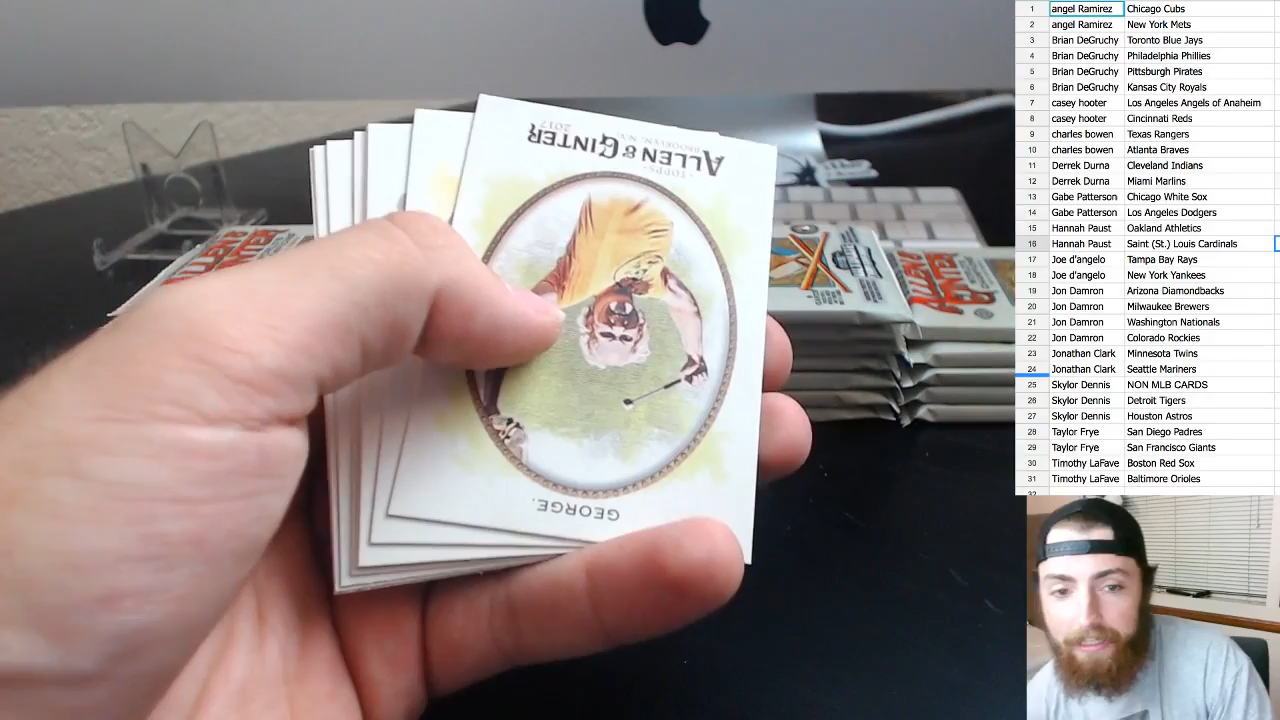 1 angel Ramirez Chicago Cubs
2 angel Ramirez New York Mets
3 Brian DeGruchy Toronto Blue Jays
4 Brian DeGruchy Philadelphia Phillies
5 Brian DeGruchy Pittsburgh Pirates
6 Brian DeGruchy Kansas City Royals
7 casey hooter Los Angeles Angels of Anaheim
8 casey hooter Cincinnati Reds
9 charles bowen Texas Rangers
10 charles bowen Atlanta Braves
11 Derrek Durna Cleveland Indians
12 Derrek Durna Miami Marlins
13 Gabe Patterson Chicago White Sox
14 Gabe Patterson Los Angeles Dodgers
15 Hannah Paust Oakland Athletics
16 Hannah Paust Saint (St.) Louis Cardinals
17 Joe d'angelo Tampa Bay Rays
18 Joe d'angelo New York Yankees
19 Jon Damron Arizona Diamondbacks
20 Jon Damron Milwaukee Brewers
21 Jon Damron Washington Nationals
22 Jon Damron Colorado Rockies
23 Jonathan Clark Minnesota Twins
24 Jonathan Clark Seattle Mariners
25 Skylor Dennis NON MLB CARDS
26 Skylor Dennis Detroit Tigers
27 Skylor Dennis Houston Astros
28 Taylor Frye San Diego Padres
29 Taylor Frye San Francisco Giants
30 Timothy LaFave Boston Red Sox
31 Timothy LaFave Baltimore Orioles
·TOPPS·
ALLEN & GINTER
BROOKLYN, N.Y.
2017
GEORGE.
ALLEN &
GINTER
ALLEN &
GINTER